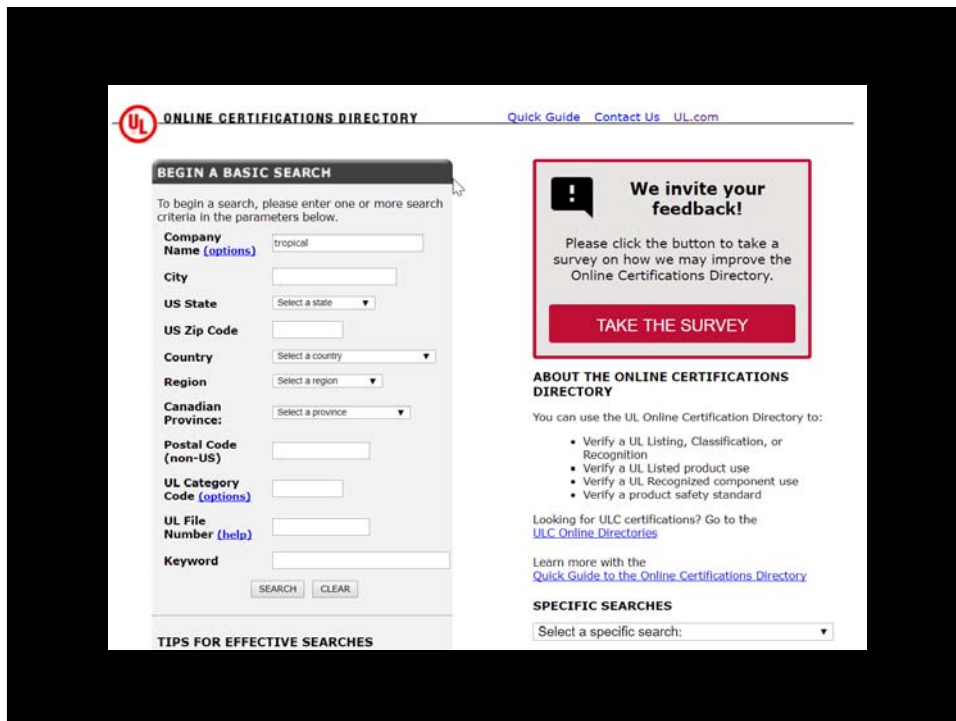 UL
ONLINE CERTIFICATIONS DIRECTORY
Quick Guide Contact Us UL.com
BEGIN A BASIC SEARCH
To begin a search, please enter one or more search
criteria in the parameters below.
Company
Name (options)
tropical
City
US State
Select a state
US Zip Code
Country
Select a country
Region
Select a region
Canadian
Province:
Select a province
Postal Code
(non-US)
UL Category
Code (options)
UL File
Number (help)
Keyword
SEARCH CLEAR
TIPS FOR EFFECTIVE SEARCHES
!
We invite your
feedback!
Please click the button to take a
survey on how we may improve the
Online Certifications Directory.
TAKE THE SURVEY
ABOUT THE ONLINE CERTIFICATIONS
DIRECTORY
You can use the UL Online Certification Directory to:
• Verify a UL Listing, Classification, or
Recognition
• Verify a UL Listed product use
• Verify a UL Recognized component use
• Verify a product safety standard
Looking for ULC certifications? Go to the
ULC Online Directories
Learn more with the
Quick Guide to the Online Certifications Directory
SPECIFIC SEARCHES
Select a specific search: